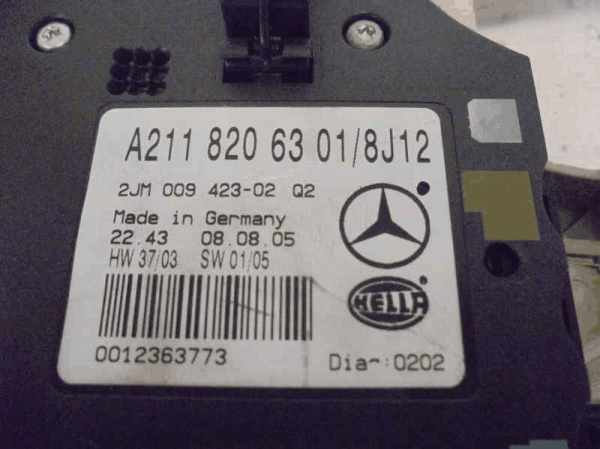 A211 820 63 01/8J12
2JM 009 423-02 Q2
Made in Germany
22.43 08.08.05
HW 37/03 SW 01/05
HELLA
0012363773
Dia~:0202